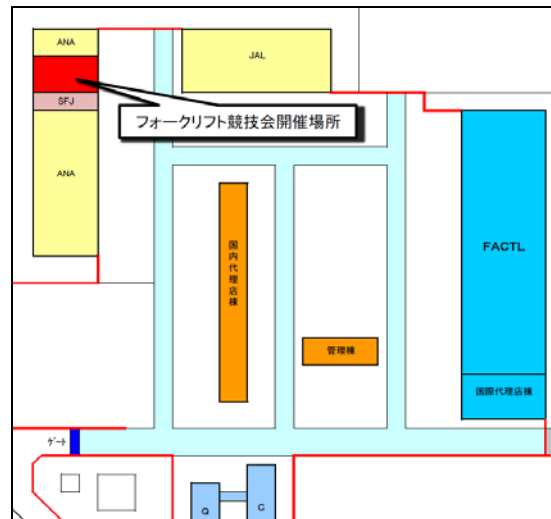 ANA
JAL
SFJ
フォークリフト競技会開催場所
ANA
国内代理店棟
FACTL
管理棟
国際代理店棟
ゲート
Q
C